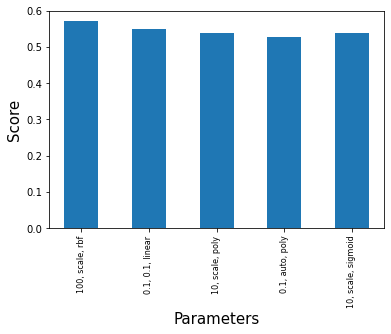 0.6
0.5
0.4
0.3
0.2
0.1
0.0
Score
100, scale, rbf
0.1, 0.1, linear
10, scale, poly
0.1, auto, poly
10, scale, sigmoid
Parameters